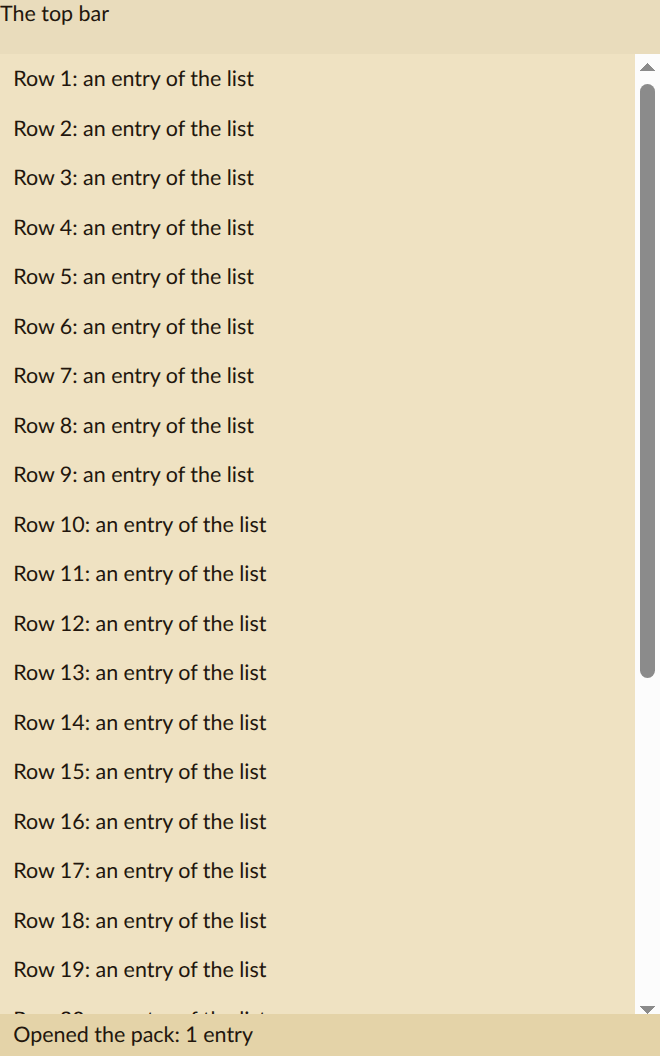 The top bar
Row 1: an entry of the list
Row 2: an entry of the list
Row 3: an entry of the list
Row 4: an entry of the list
Row 5: an entry of the list
Row 6: an entry of the list
Row 7: an entry of the list
Row 8: an entry of the list
Row 9: an entry of the list
Row 10: an entry of the list
Row 11: an entry of the list
Row 12: an entry of the list
Row 13: an entry of the list
Row 14: an entry of the list
Row 15: an entry of the list
Row 16: an entry of the list
Row 17: an entry of the list
Row 18: an entry of the list
Row 19: an entry of the list
Opened the pack: 1 entry